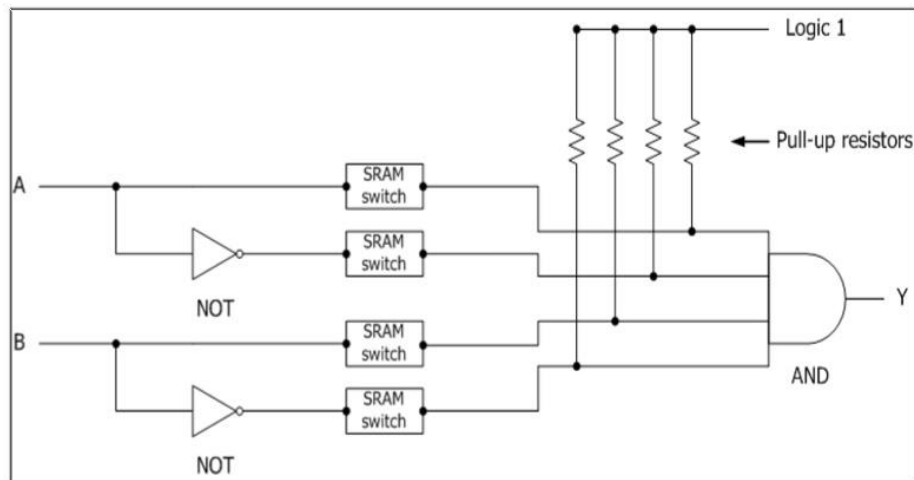 Logic 1
Pull-up resistors
A
SRAM
switch
SRAM
switch
NOT
Y
B
SRAM
switch
AND
SRAM
switch
NOT